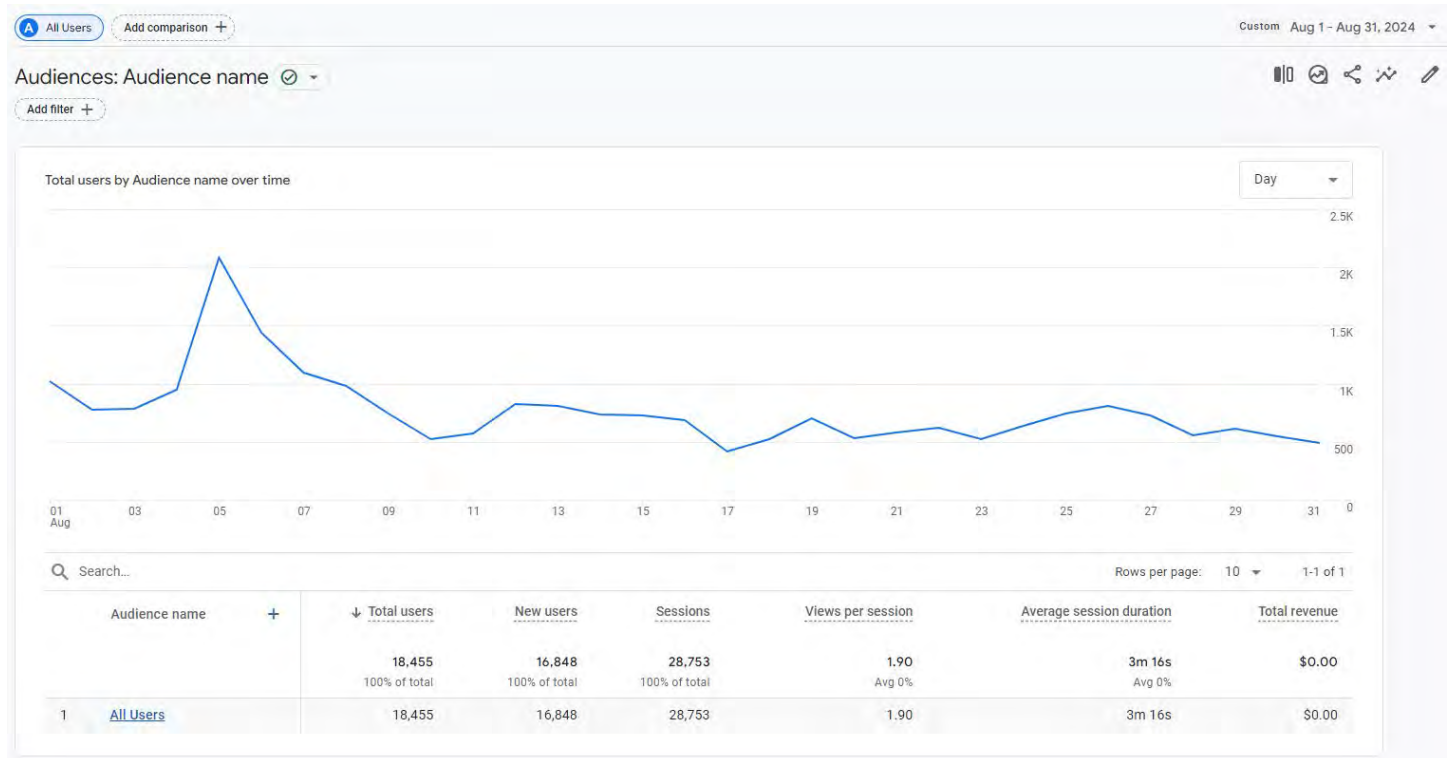 A All Users Add comparison + Custom Aug 1 - Aug 31, 2024
Audiences: Audience name
Add filter +
Total users by Audience name over time Day
2.5K
2K
1.5K
1K
500
0
01 03 05 07 09 11 13 15 17 19 21 23 25 27 29 31
Aug
Search... Rows per page: 10 1-1 of 1
Audience name + ↓ Total users New users Sessions Views per session Average session duration Total revenue
18,455 16,848 28,753 1.90 3m 16s $0.00
100% of total 100% of total 100% of total Avg 0% Avg 0%
1 All Users 18,455 16,848 28,753 1.90 3m 16s $0.00